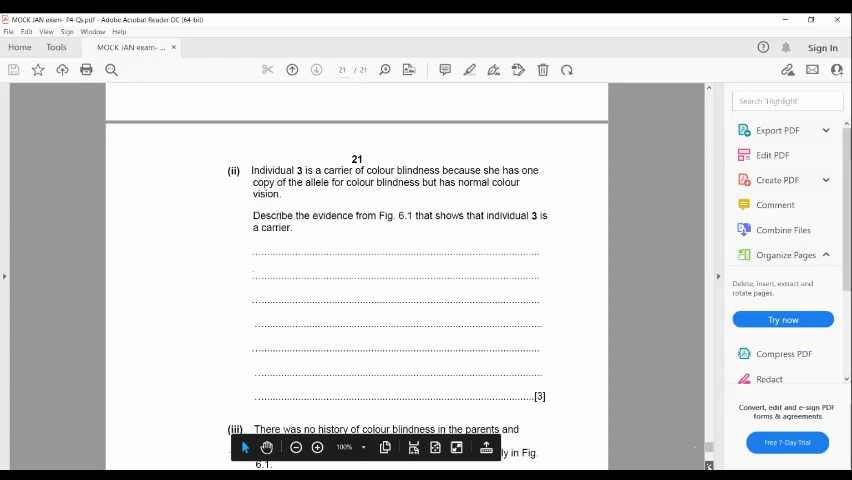 MOCK JAN exam- P4-Qs.pdf - Adobe Acrobat Reader DC (64-bit)
File Edit View Sign Window Help
Home Tools MOCK JAN exam- ... × Sign In
21 / 21
Search 'Highlight'
Export PDF
Edit PDF
Create PDF
Comment
Combine Files
Organize Pages
Delete, insert, extract and
rotate pages.
Try now
Compress PDF
Redact
Convert, edit and e-sign PDF
forms & agreements
Free 7-Day Trial
21
(ii) Individual 3 is a carrier of colour blindness because she has one
copy of the allele for colour blindness but has normal colour
vision.
Describe the evidence from Fig. 6.1 that shows that individual 3 is
a carrier.
[3]
(iii) There was no history of colour blindness in the parents and
100%
ly in Fig.
6.1.